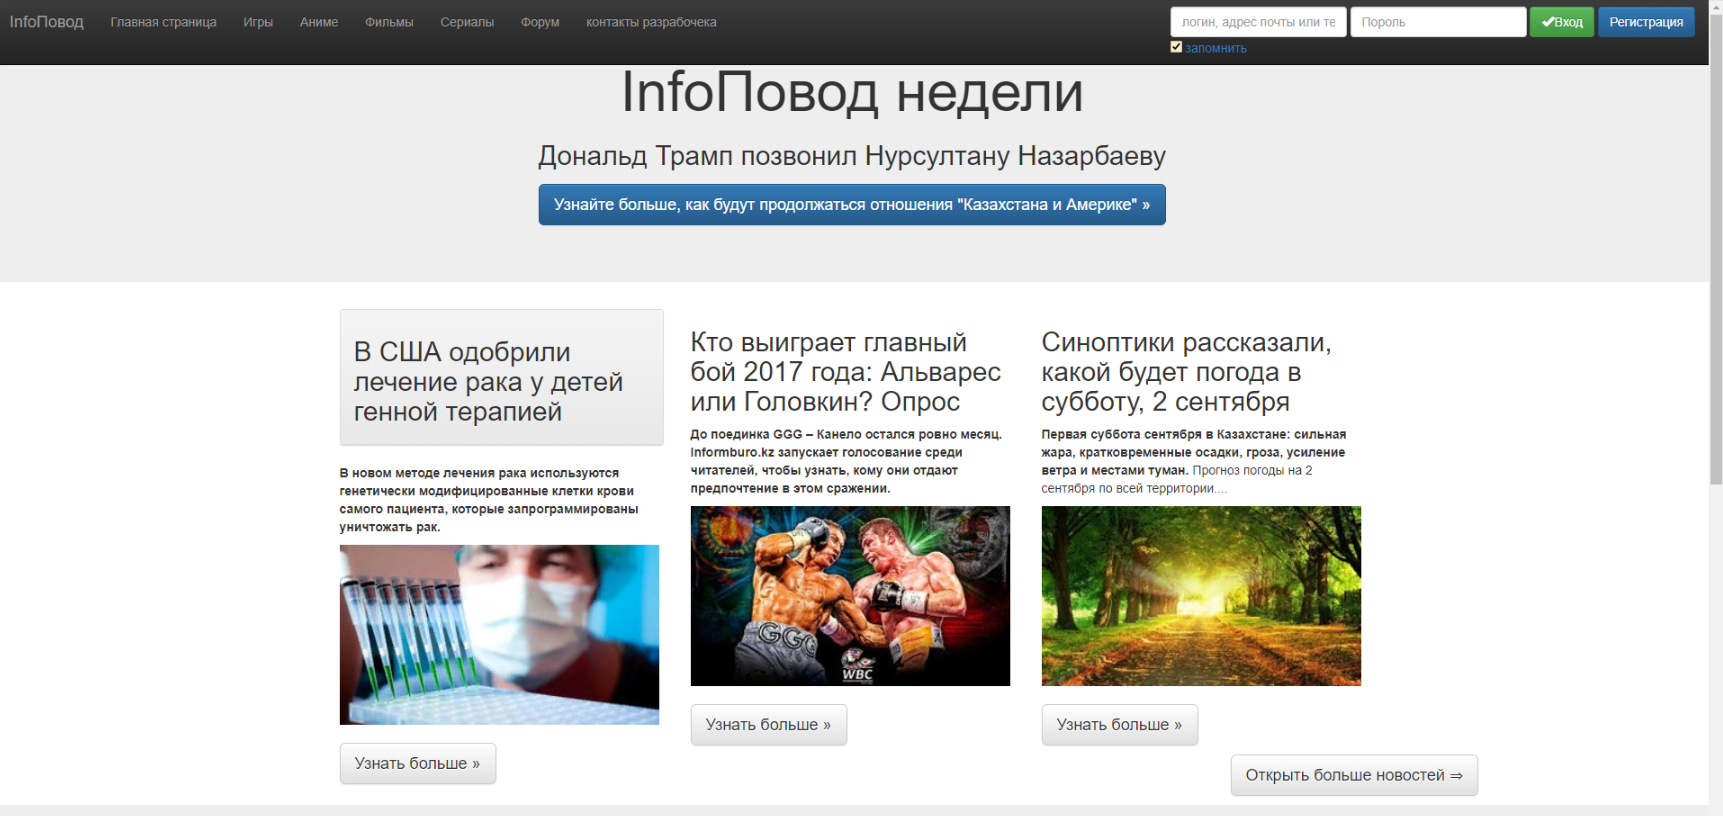 InfoПовод Главная страница Игры Аниме Фильмы Сериалы Форум контакты разрабочека логин, адрес почты или те Пароль Вход Регистрация
запомнить
InfoПовод недели
Дональд Трамп позвонил Нурсултану Назарбаеву
Узнайте больше, как будут продолжаться отношения "Казахстана и Америке" »
В США одобрили
лечение рака у детей
генной терапией
В новом методе лечения рака используются
генетически модифицированные клетки крови
самого пациента, которые запрограммированы
уничтожать рак.
Узнать больше »
Кто выиграет главный
бой 2017 года: Альварес
или Головкин? Опрос
До поединка GGG – Канело остался ровно месяц.
Informburo.kz запускает голосование среди
читателей, чтобы узнать, кому они отдают
предпочтение в этом сражении.
GGG
WBC
Узнать больше »
Синоптики рассказали,
какой будет погода в
субботу, 2 сентября
Первая суббота сентября в Казахстане: сильная
жара, кратковременные осадки, гроза, усиление
ветра и местами туман. Прогноз погоды на 2
сентября по всей территории....
Узнать больше »
Открыть больше новостей ⇒